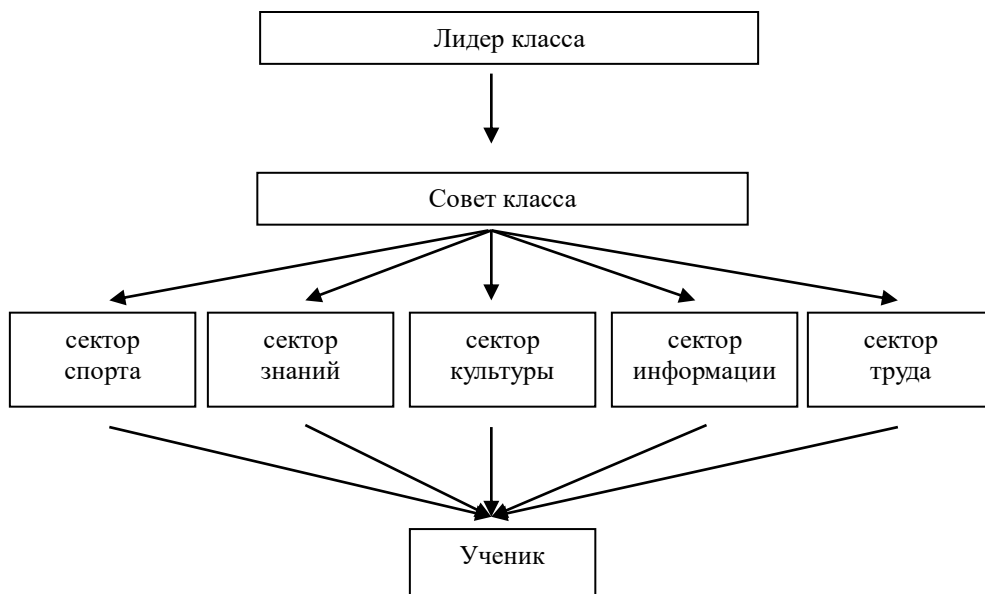 Лидер класса
Совет класса
сектор
спорта
сектор
знаний
сектор
культуры
сектор
информации
сектор
труда
Ученик